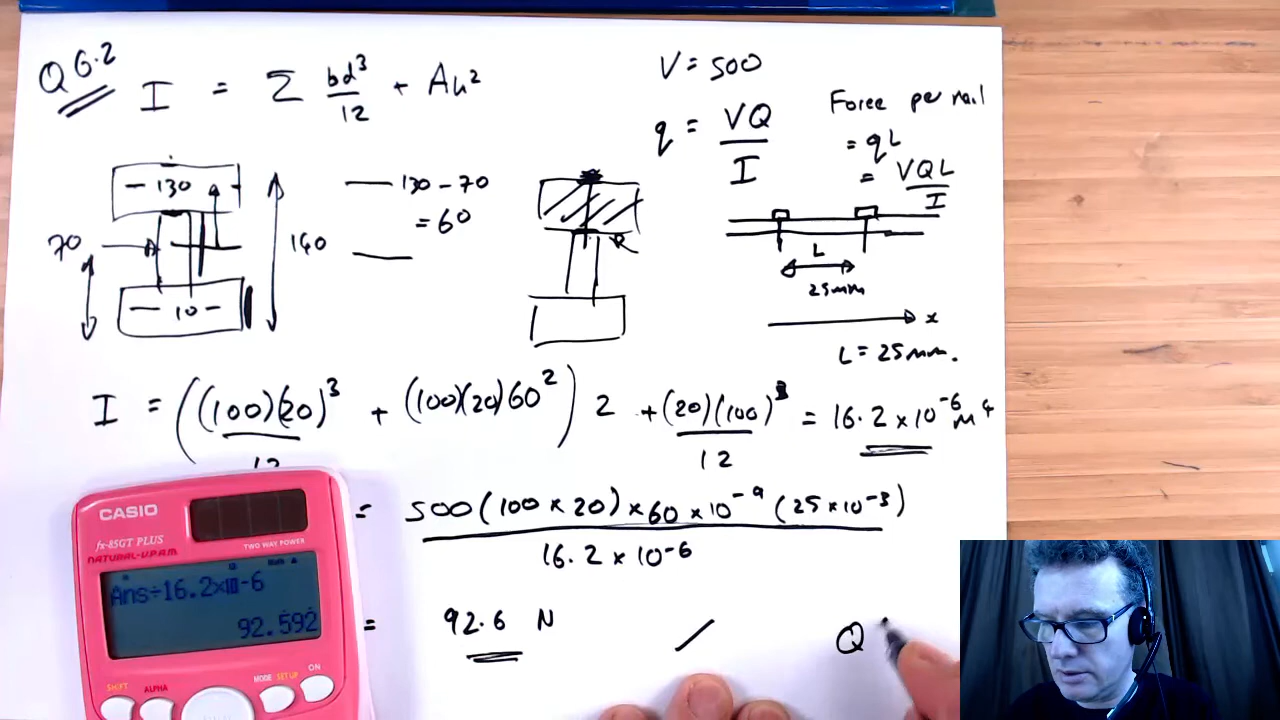 Q6.2
I = Σ bd³/12 + Ah²
V = 500
q = VQ/I
Force per nail
= qL
= VQL/I
- 130 -
130 - 70
= 60
70
140
- 10 -
L
25mm
x
L = 25mm.
I = ((100)(20)³/12 + (100)(20)60²) 2 + (20)(100)³/12 = 16.2 × 10⁻⁶ m⁴
= 500(100 × 20) × 60 × 10⁻⁹ (25 × 10⁻³)
16.2 × 10⁻⁶
= 92.6 N
Q
CASIO
fx-85GT PLUS
TWO WAY POWER
NATURAL-V.P.A.M.
Ans÷16.2×10-6
92.592
SHIFT ALPHA MODE SETUP ON